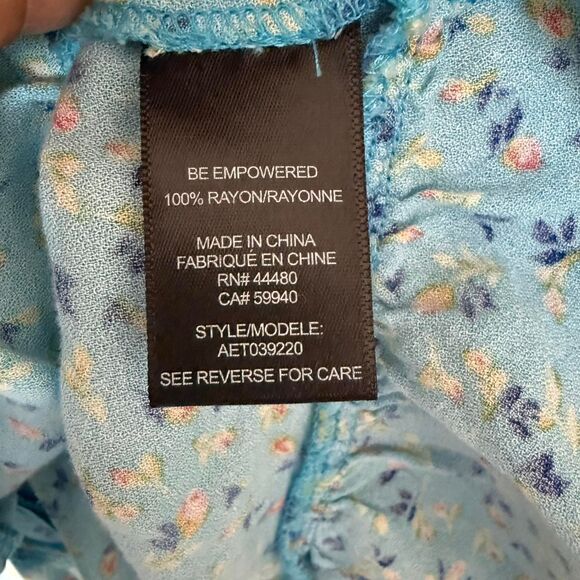 BE EMPOWERED
100% RAYON/RAYONNE
MADE IN CHINA
FABRIQUÉ EN CHINE
RN# 44480
CA# 59940
STYLE/MODELE:
AET039220
SEE REVERSE FOR CARE